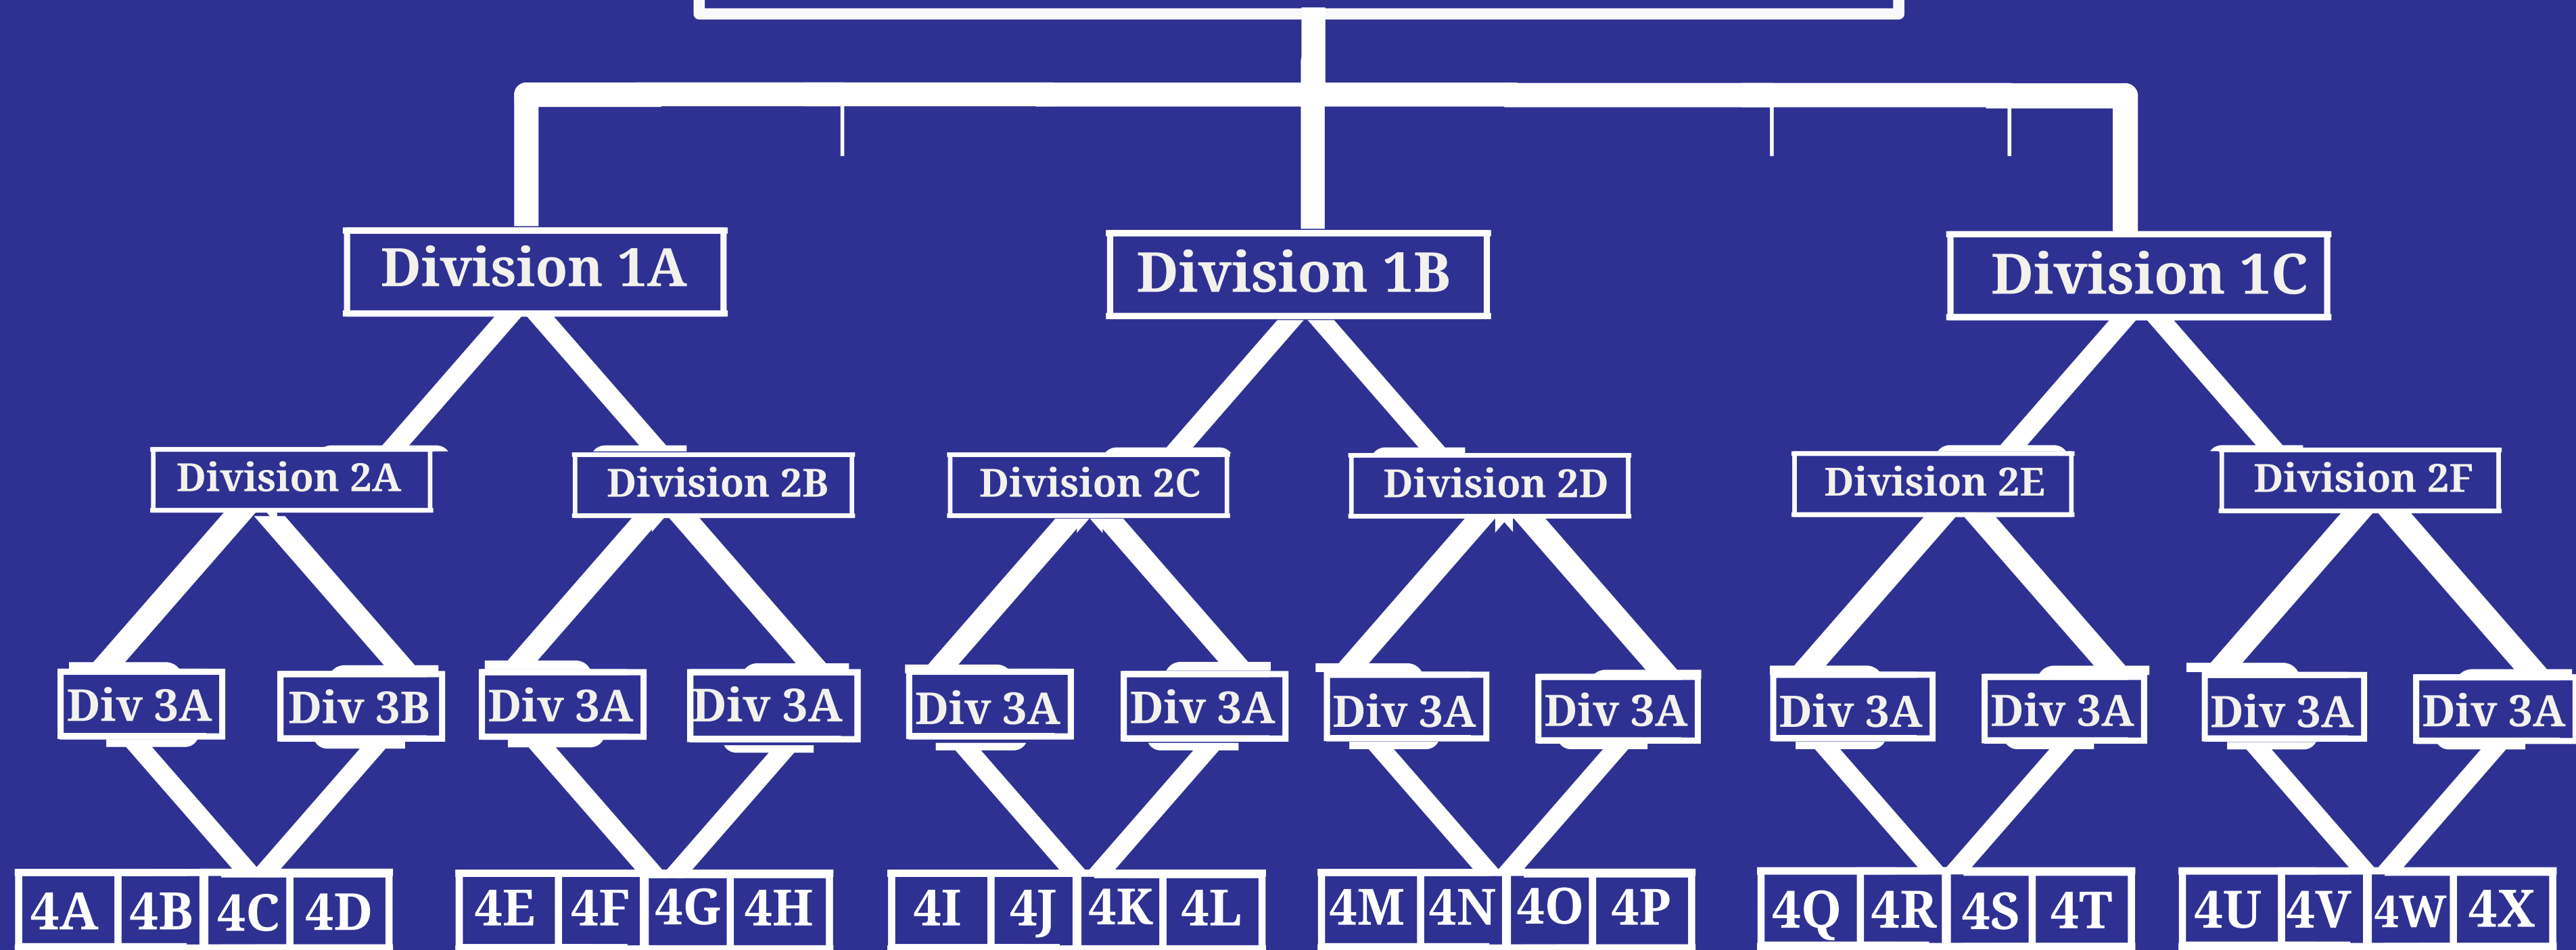 Division 1A
Division 1B
Division 1C
Division 2A
Division 2B
Division 2C
Division 2D
Division 2E
Division 2F
Div 3A
Div 3B
Div 3A
Div 3A
Div 3A
Div 3A
Div 3A
Div 3A
Div 3A
Div 3A
Div 3A
Div 3A
4A 4B 4C 4D
4E 4F 4G 4H
4I 4J 4K 4L
4M 4N 4O 4P
4Q 4R 4S 4T
4U 4V 4W 4X